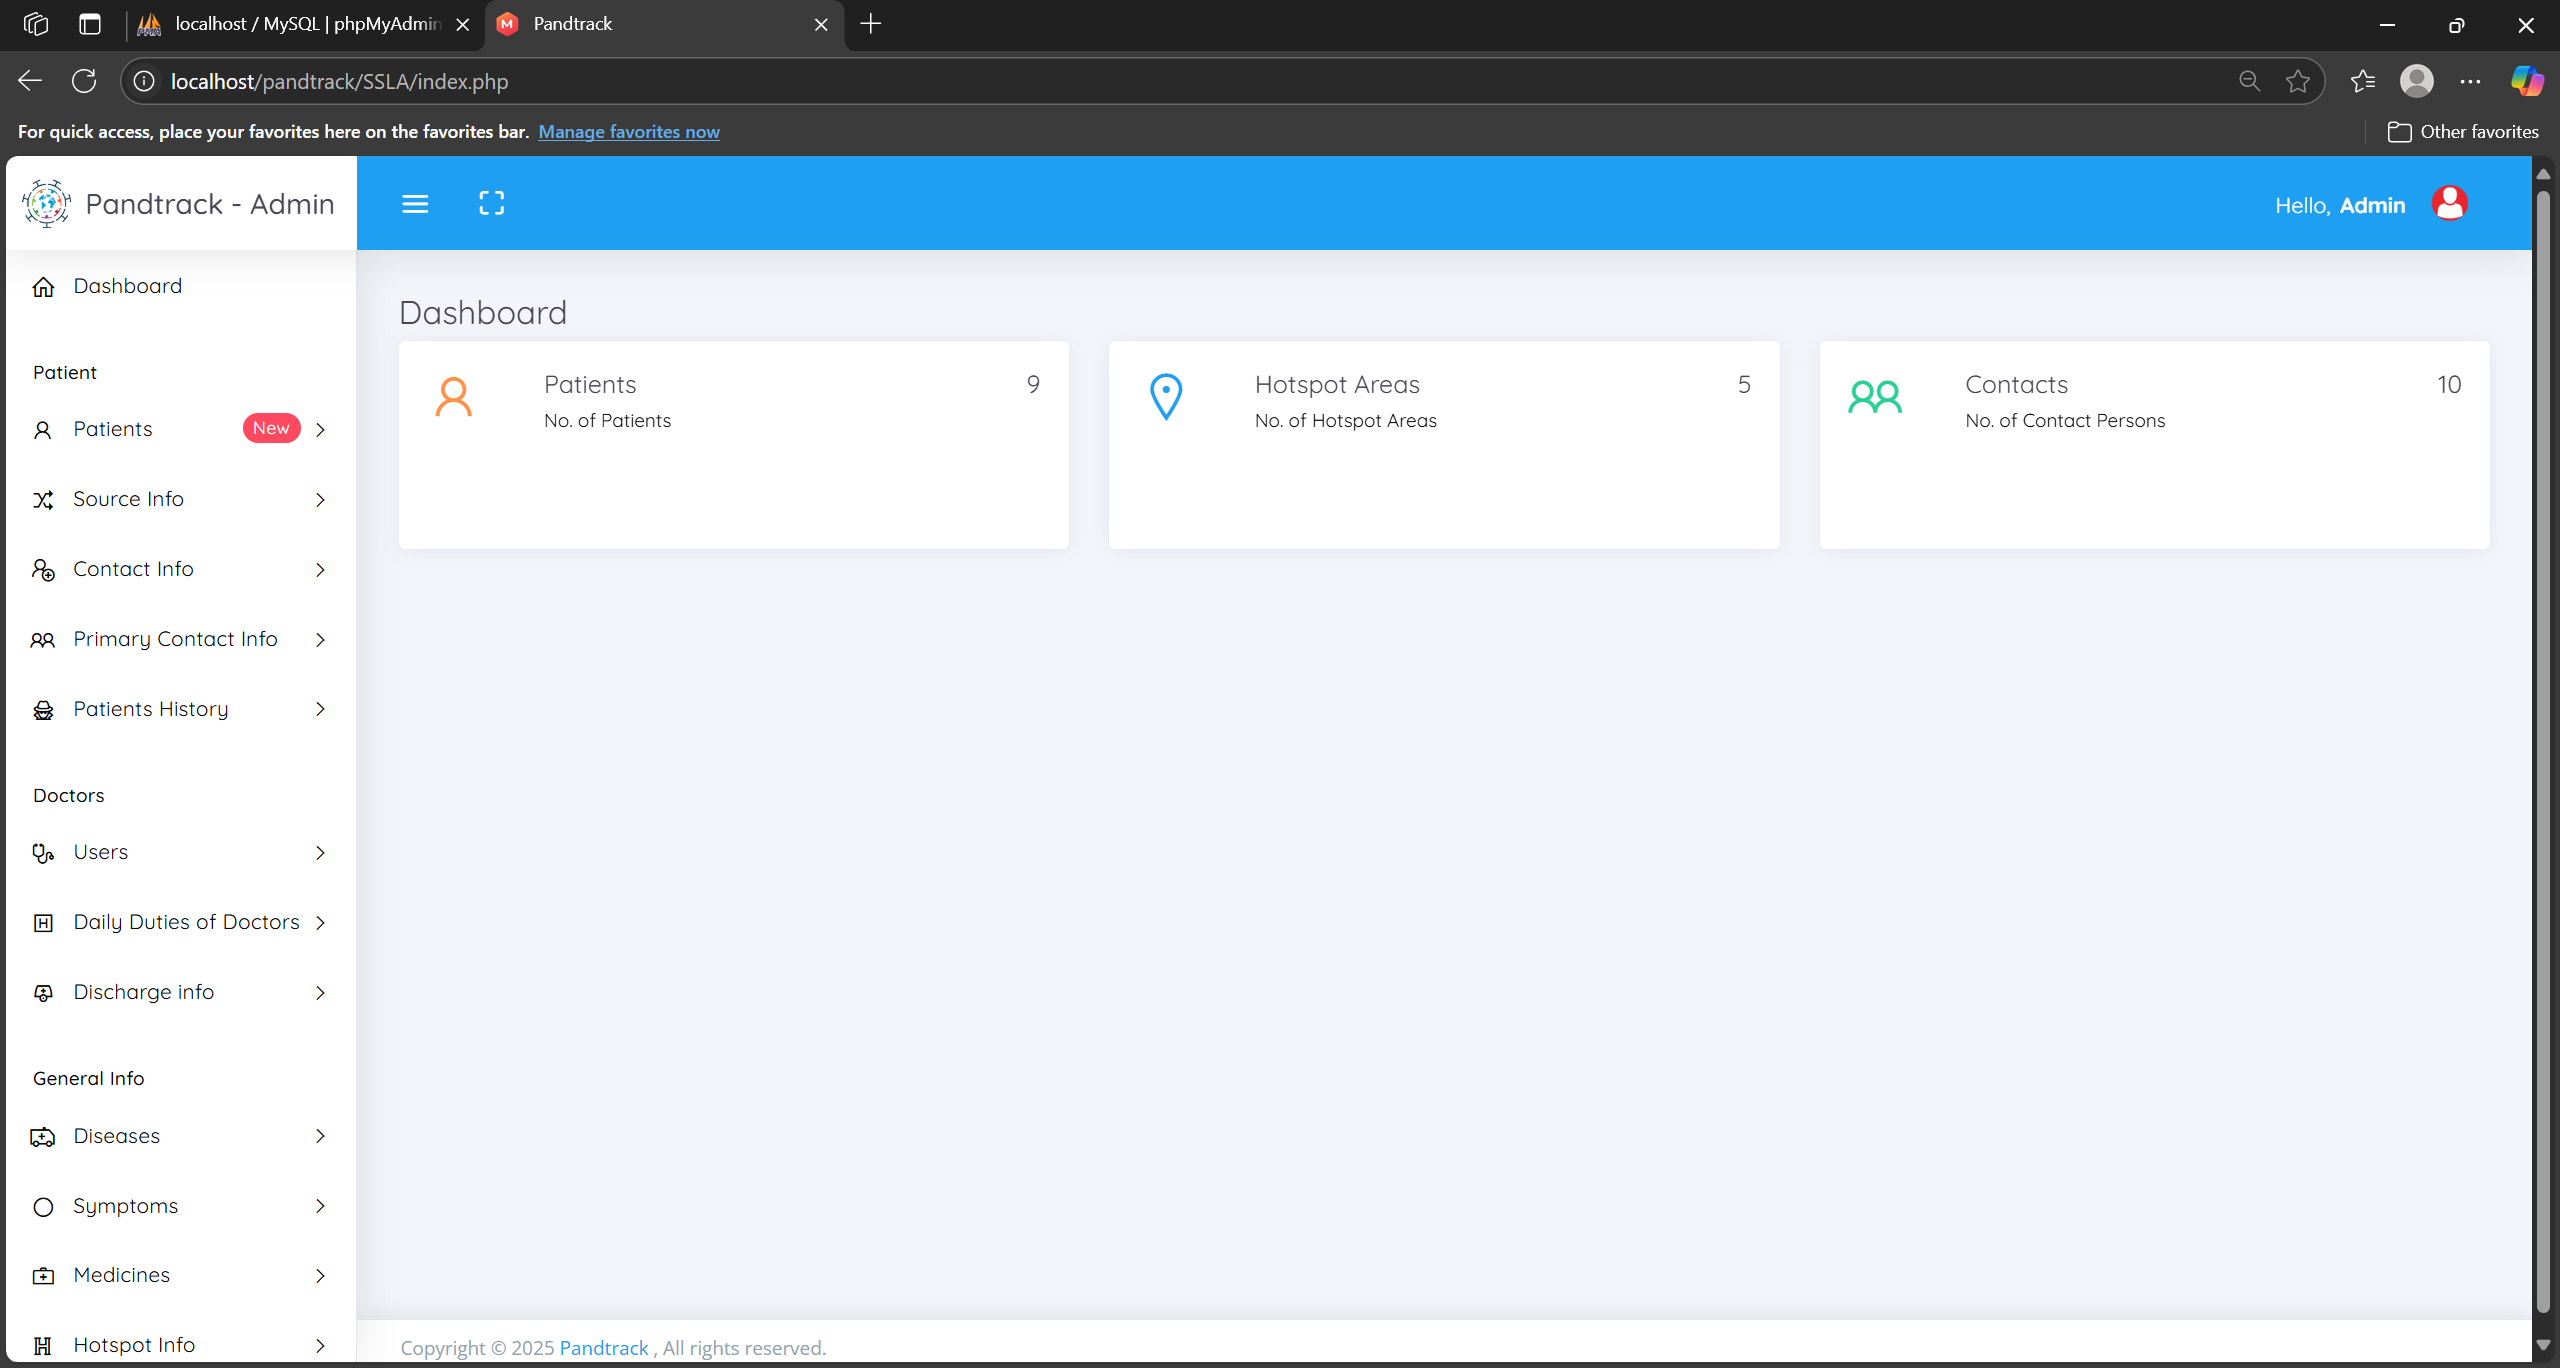 localhost / MySQL | phpMyAdmin
Pandtrack
localhost/pandtrack/SSLA/index.php
For quick access, place your favorites here on the favorites bar. Manage favorites now
Other favorites
Pandtrack - Admin
Hello, Admin
Dashboard
Patient
Patients New
Source Info
Contact Info
Primary Contact Info
Patients History
Doctors
Users
Daily Duties of Doctors
Discharge info
General Info
Diseases
Symptoms
Medicines
Hotspot Info
Dashboard
Patients 9
No. of Patients
Hotspot Areas 5
No. of Hotspot Areas
Contacts 10
No. of Contact Persons
Copyright © 2025 Pandtrack , All rights reserved.